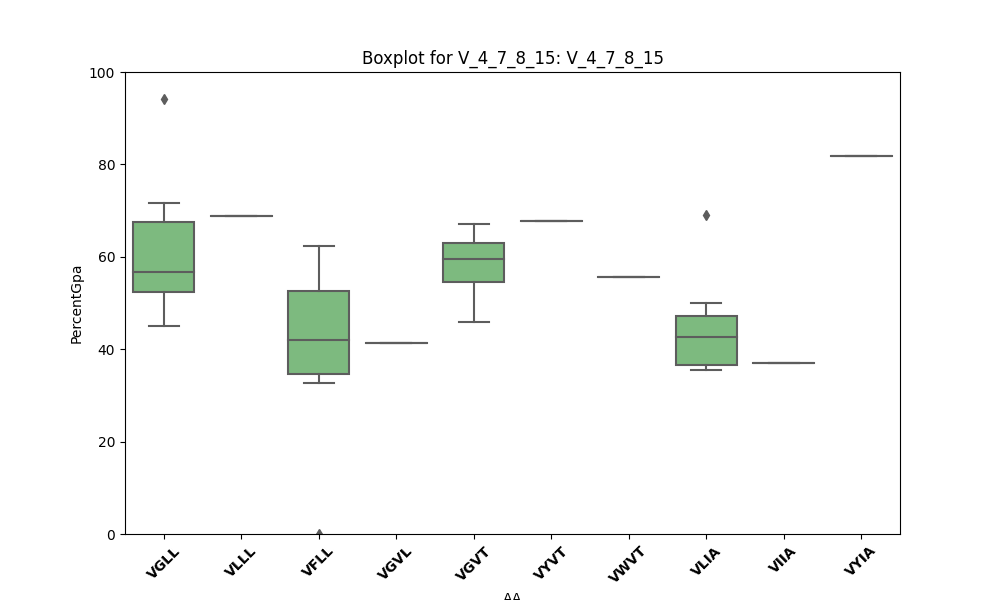 Boxplot for V_4_7_8_15: V_4_7_8_15
100
80
60
40
20
0
PercentGpa
VGLL VLLL VFLL VGVL VGVT VYVT VWVT VLIA VIIA VYIA
AA